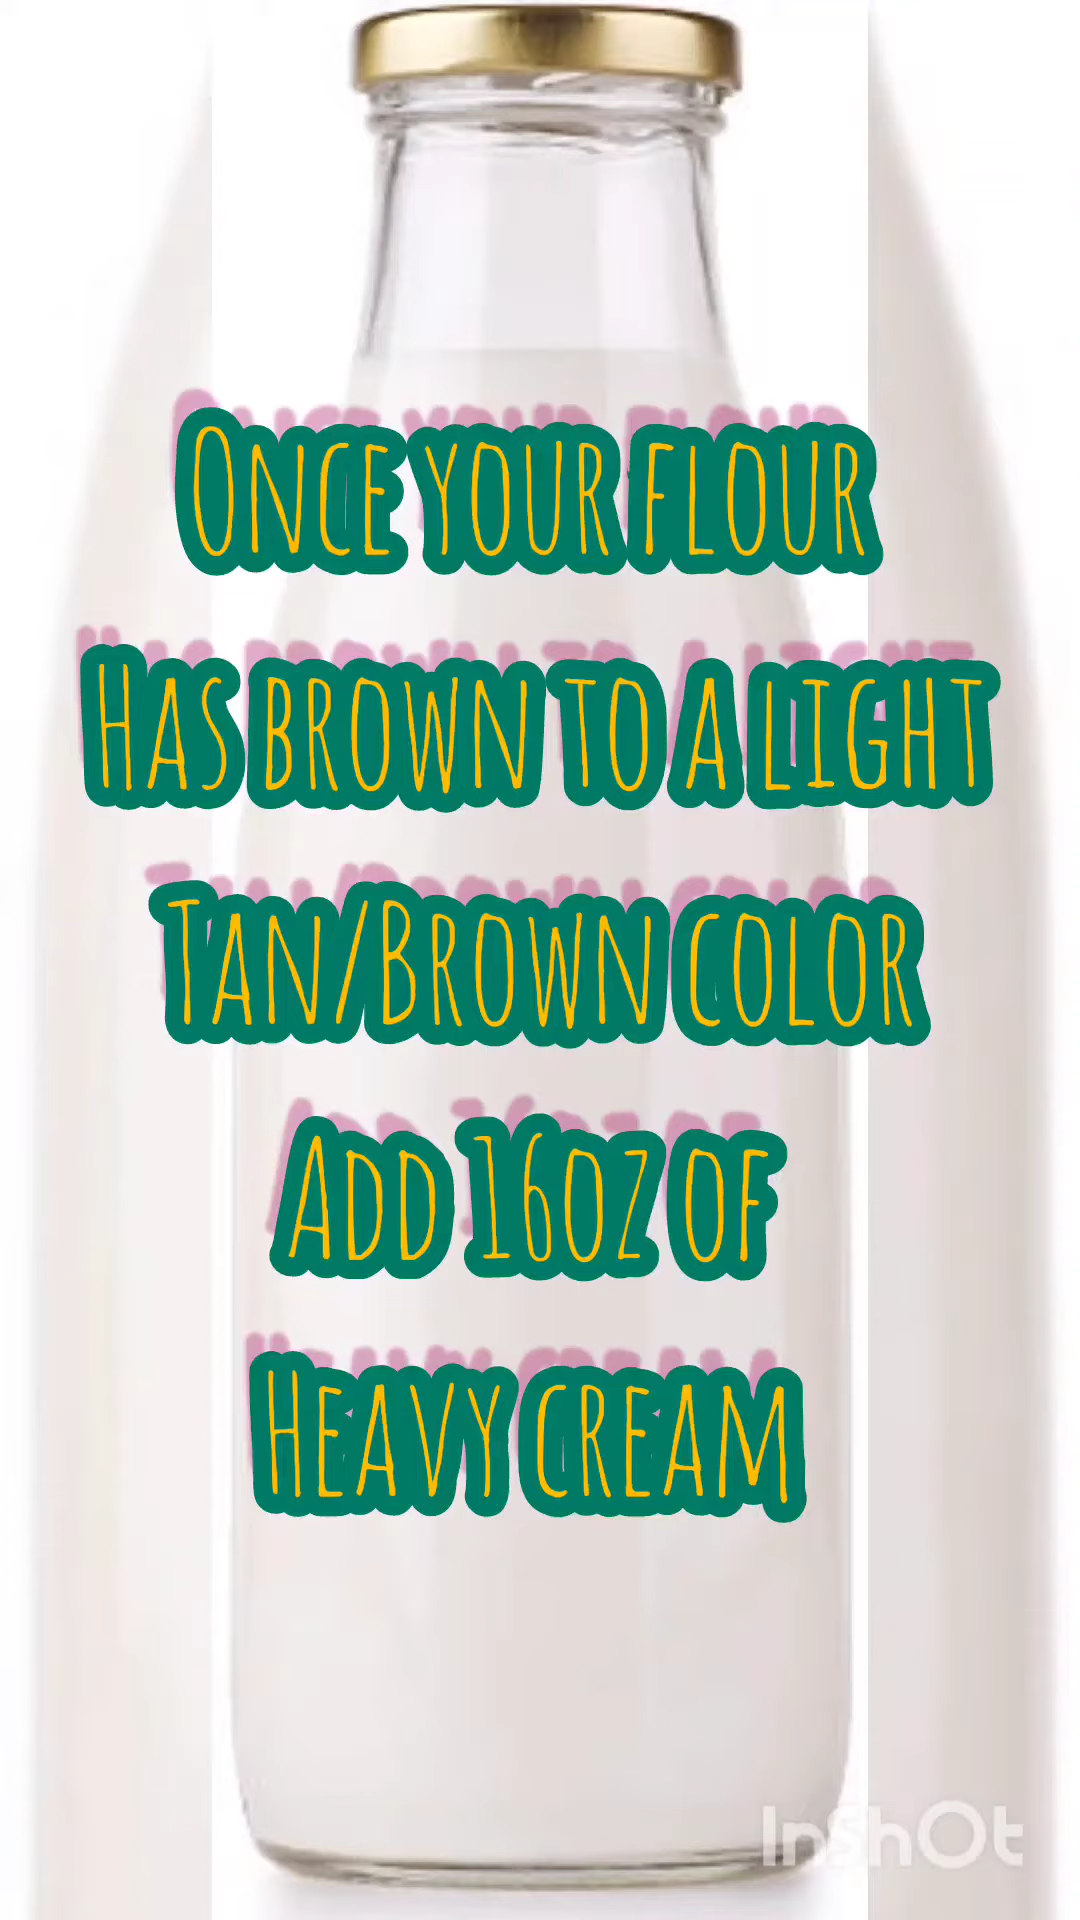 Once your flour
Has brown to a light
Tan/Brown color
Add 16oz of
Heavy cream
InShOt